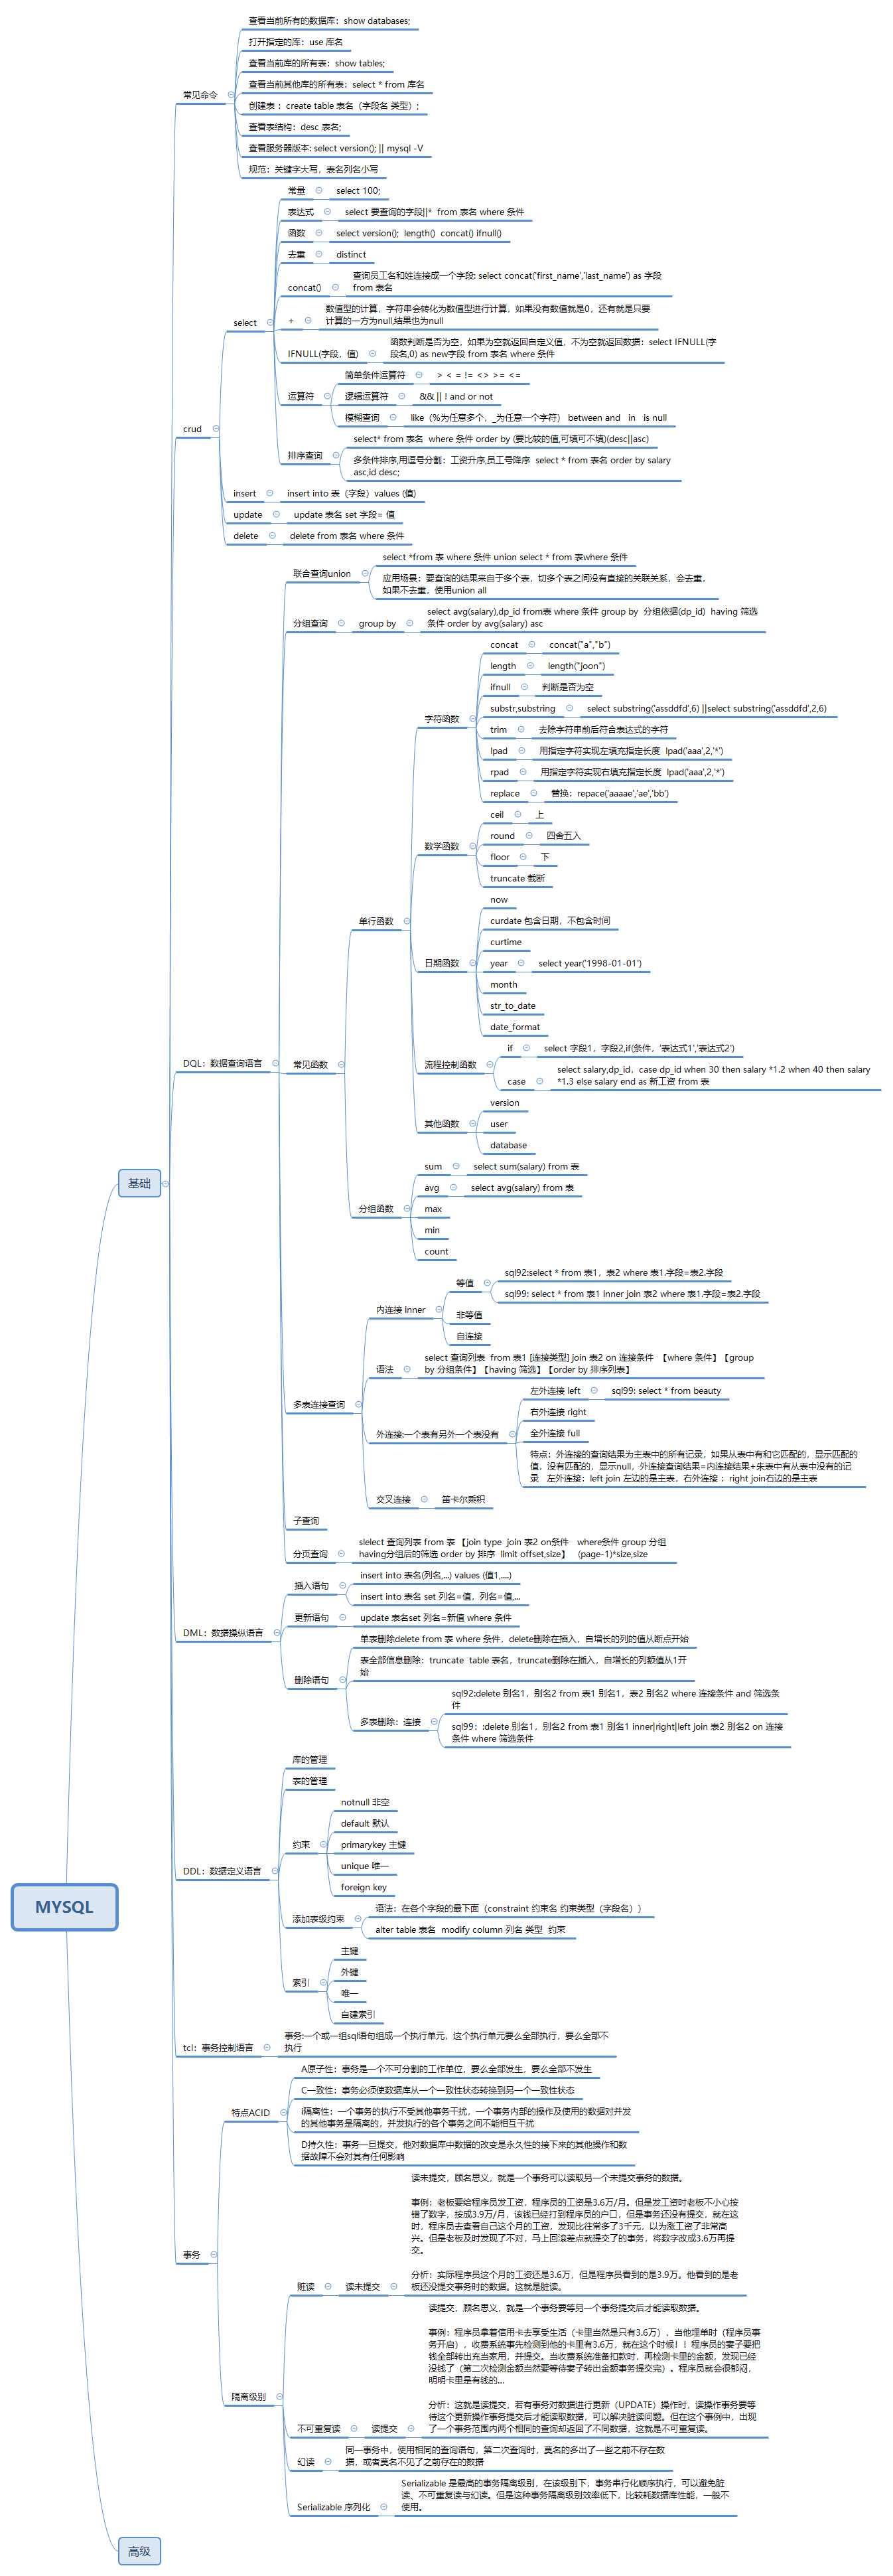 查看当前所有的数据库：show databases;
打开指定的库：use 库名
查看当前库的所有表：show tables;
查看当前其他库的所有表：select * from 库名
常见命令
创建表 ：create table 表名（字段名 类型）;
查看表结构：desc 表名;
查看服务器版本: select version(); || mysql -V
规范：关键字大写，表名列名小写
常量
select 100;
表达式
select 要查询的字段||*  from 表名 where 条件
函数
select version();  length()  concat() ifnull()
去重
distinct
concat()
查询员工名和姓连接成一个字段: select concat('first_name','last_name') as 字段
from 表名
select
+
数值型的计算，字符串会转化为数值型进行计算，如果没有数值就是0，还有就是只要
计算的一方为null,结果也为null
IFNULL(字段，值)
函数判断是否为空，如果为空就返回自定义值，不为空就返回数据：select IFNULL(字
段名,0) as new字段 from 表名 where 条件
运算符
简单条件运算符
> < = != <> >= <=
逻辑运算符
&& || ! and or not
模糊查询
like（%为任意多个，_为任意一个字符） between and   in   is null
crud
排序查询
select* from 表名  where 条件 order by (要比较的值,可填可不填)(desc||asc)
多条件排序,用逗号分割：工资升序,员工号降序  select * from 表名 order by salary
asc,id desc;
insert
insert into 表（字段）values (值)
update
update 表名 set 字段= 值
delete
delete from 表名 where 条件
联合查询union
select *from 表 where 条件 union select * from 表where 条件
应用场景：要查询的结果来自于多个表，切多个表之间没有直接的关联关系，会去重，
如果不去重，使用union all
分组查询
group by
select avg(salary),dp_id from表 where 条件 group by  分组依据(dp_id)  having 筛选
条件 order by avg(salary) asc
字符函数
concat
concat("a","b")
length
length("joon")
ifnull
判断是否为空
substr,substring
select substring('assddfd',6) ||select substring('assddfd',2,6)
trim
去除字符串前后符合表达式的字符
lpad
用指定字符实现左填充指定长度  lpad('aaa',2,'*')
rpad
用指定字符实现右填充指定长度  lpad('aaa',2,'*')
replace
替换：repace('aaaae','ae','bb')
数学函数
ceil
上
round
四舍五入
floor
下
truncate 截断
单行函数
日期函数
now
curdate 包含日期，不包含时间
curtime
year
select year('1998-01-01')
month
str_to_date
date_format
DQL：数据查询语言
常见函数
流程控制函数
if
select 字段1，字段2,if(条件，'表达式1','表达式2')
case
select salary,dp_id，case dp_id when 30 then salary *1.2 when 40 then salary
*1.3 else salary end as 新工资 from 表
其他函数
version
user
database
基础
分组函数
sum
select sum(salary) from 表
avg
select avg(salary) from 表
max
min
count
内连接 inner
等值
sql92:select * from 表1，表2 where 表1.字段=表2.字段
sql99: select * from 表1 inner join 表2 where 表1.字段=表2.字段
非等值
自连接
语法
select 查询列表  from 表1 [连接类型] join 表2 on 连接条件  【where 条件】【group
by 分组条件】【having 筛选】【order by 排序列表】
多表连接查询
外连接:一个表有另外一个表没有
左外连接 left
sql99: select * from beauty
右外连接 right
全外连接 full
特点：外连接的查询结果为主表中的所有记录，如果从表中有和它匹配的，显示匹配的
值，没有匹配的，显示null，外连接查询结果=内连接结果+朱表中有从表中没有的记
录   左外连接：left join 左边的是主表，右外连接 ：right join右边的是主表
交叉连接
笛卡尔乘积
子查询
分页查询
slelect 查询列表 from 表 【join type  join 表2 on条件   where条件 group 分组
having分组后的筛选 order by 排序  limit offset,size】  (page-1)*size,size
插入语句
insert into 表名(列名,...) values (值1,....)
insert into 表名 set 列名=值，列名=值,...
更新语句
update 表名set 列名=新值 where 条件
DML：数据操纵语言
删除语句
单表删除delete from 表 where 条件，delete删除在插入，自增长的列的值从断点开始
表全部信息删除：truncate  table 表名，truncate删除在插入，自增长的列额值从1开
始
多表删除：连接
sql92:delete 别名1，别名2 from 表1 别名1，表2 别名2 where 连接条件 and 筛选条
件
sql99：:delete 别名1，别名2 from 表1 别名1 inner|right|left join 表2 别名2 on 连接
条件 where 筛选条件
库的管理
表的管理
约束
notnull 非空
default 默认
primarykey 主键
unique 唯一
foreign key
DDL：数据定义语言
MYSQL
添加表级约束
语法：在各个字段的最下面（constraint 约束名 约束类型（字段名））
alter table 表名  modify column 列名 类型  约束
索引
主键
外键
唯一
自建索引
tcl：事务控制语言
事务:一个或一组sql语句组成一个执行单元，这个执行单元要么全部执行，要么全部不
执行
特点ACID
A原子性：事务是一个不可分割的工作单位，要么全部发生，要么全部不发生
C一致性：事务必须使数据库从一个一致性状态转换到另一个一致性状态
i隔离性：一个事务的执行不受其他事务干扰，一个事务内部的操作及使用的数据对并发
的其他事务是隔离的，并发执行的各个事务之间不能相互干扰
D持久性：事务一旦提交，他对数据库中数据的改变是永久性的接下来的其他操作和数
据故障不会对其有任何影响
事务
脏读
读未提交
读未提交，顾名思义，就是一个事务可以读取另一个未提交事务的数据。
事例：老板要给程序员发工资，程序员的工资是3.6万/月。但是发工资时老板不小心按
错了数字，按成3.9万/月，该钱已经打到程序员的户口，但是事务还没有提交，就在这
时，程序员去查看自己这个月的工资，发现比往常多了3千元，以为涨工资了非常高
兴。但是老板及时发现了不对，马上回滚差点就提交了的事务，将数字改成3.6万再提
交。
分析：实际程序员这个月的工资还是3.6万，但是程序员看到的是3.9万。他看到的是老
板还没提交事务时的数据。这就是脏读。
隔离级别
不可重复读
读提交
读提交，顾名思义，就是一个事务要等另一个事务提交后才能读取数据。
事例：程序员拿着信用卡去享受生活（卡里当然是只有3.6万），当他埋单时（程序员事
务开启），收费系统事先检测到他的卡里有3.6万，就在这个时候！！程序员的妻子要把
钱全部转出充当家用，并提交。当收费系统准备扣款时，再检测卡里的金额，发现已经
没钱了（第二次检测金额当然要等待妻子转出金额事务提交完）。程序员就会很郁闷，
明明卡里是有钱的…
分析：这就是读提交，若有事务对数据进行更新（UPDATE）操作时，读操作事务要等
待这个更新操作事务提交后才能读取数据，可以解决脏读问题。但在这个事例中，出现
了一个事务范围内两个相同的查询却返回了不同数据，这就是不可重复读。
幻读
同一事务中，使用相同的查询语句，第二次查询时，莫名的多出了一些之前不存在数
据，或者莫名不见了之前存在的数据
Serializable 序列化
Serializable 是最高的事务隔离级别，在该级别下，事务串行化顺序执行，可以避免脏
读、不可重复读与幻读。但是这种事务隔离级别效率低下，比较耗数据库性能，一般不
使用。
高级